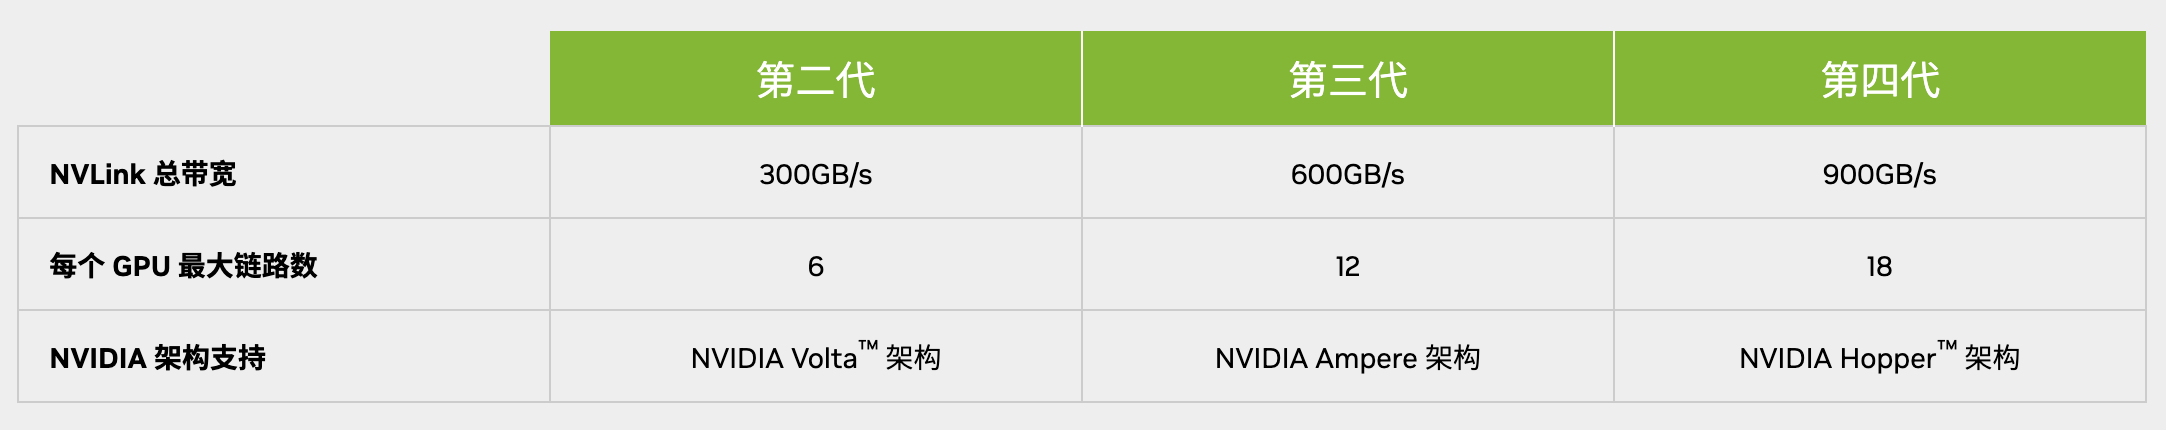 第二代 第三代 第四代
NVLink 总带宽 300GB/s 600GB/s 900GB/s
每个 GPU 最大链路数 6 12 18
NVIDIA 架构支持 NVIDIA Volta™ 架构 NVIDIA Ampere 架构 NVIDIA Hopper™ 架构